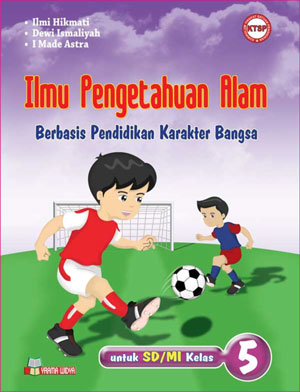 • Ilmi Hikmati
• Dewi Ismaliyah
• I Made Astra
KTSP
Ilmu Pengetahuan Alam
Berbasis Pendidikan Karakter Bangsa
untuk SD/MI Kelas 5
YRAMA WIDYA